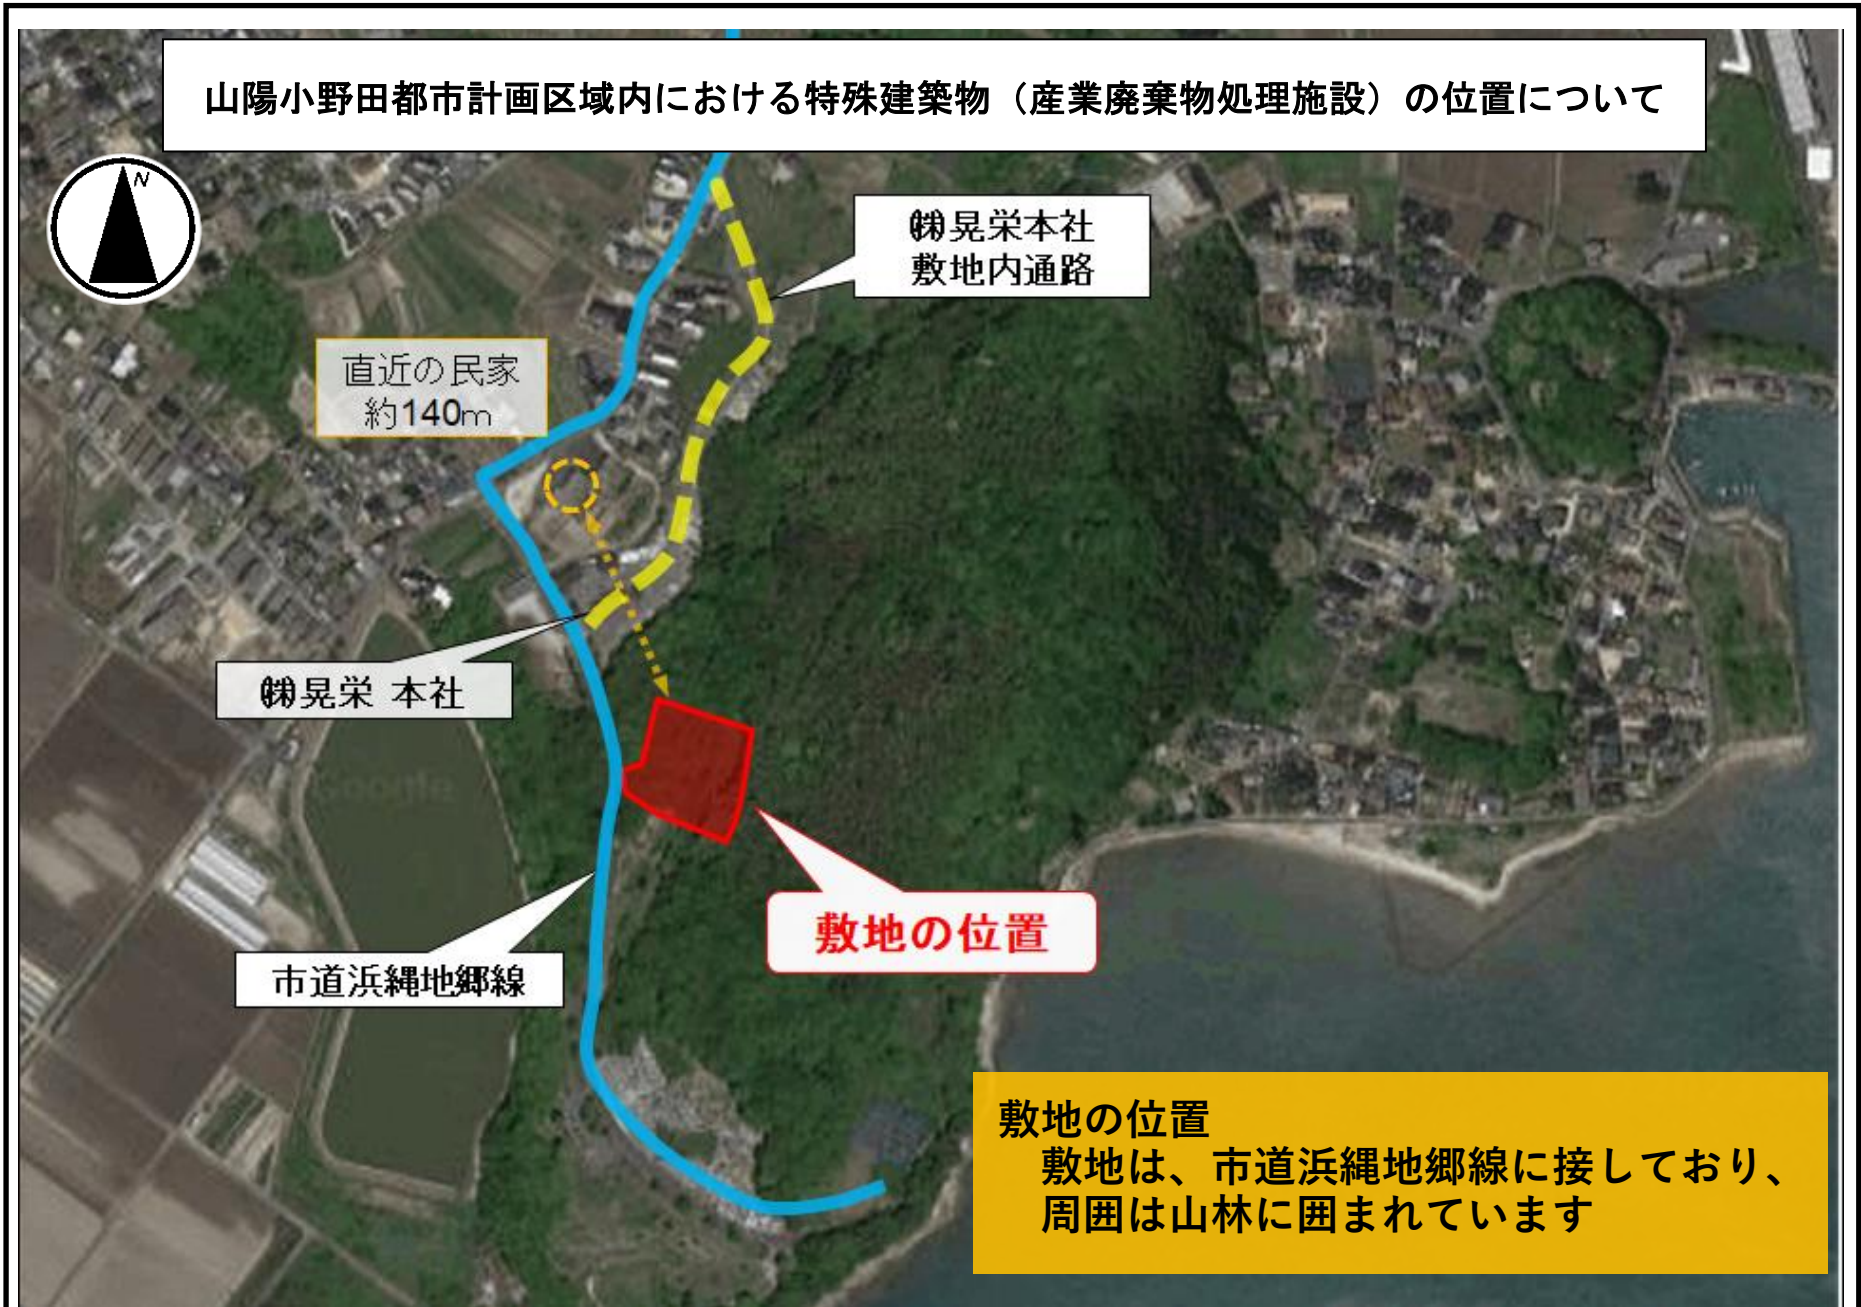 山陽小野田都市計画区域内における特殊建築物（産業廃棄物処理施設）の位置について
N
㈱晃栄本社
敷地内通路
直近の民家
約140m
㈱晃栄 本社
敷地の位置
市道浜縄地郷線
敷地の位置
敷地は、市道浜縄地郷線に接しており、
周囲は山林に囲まれています
Google